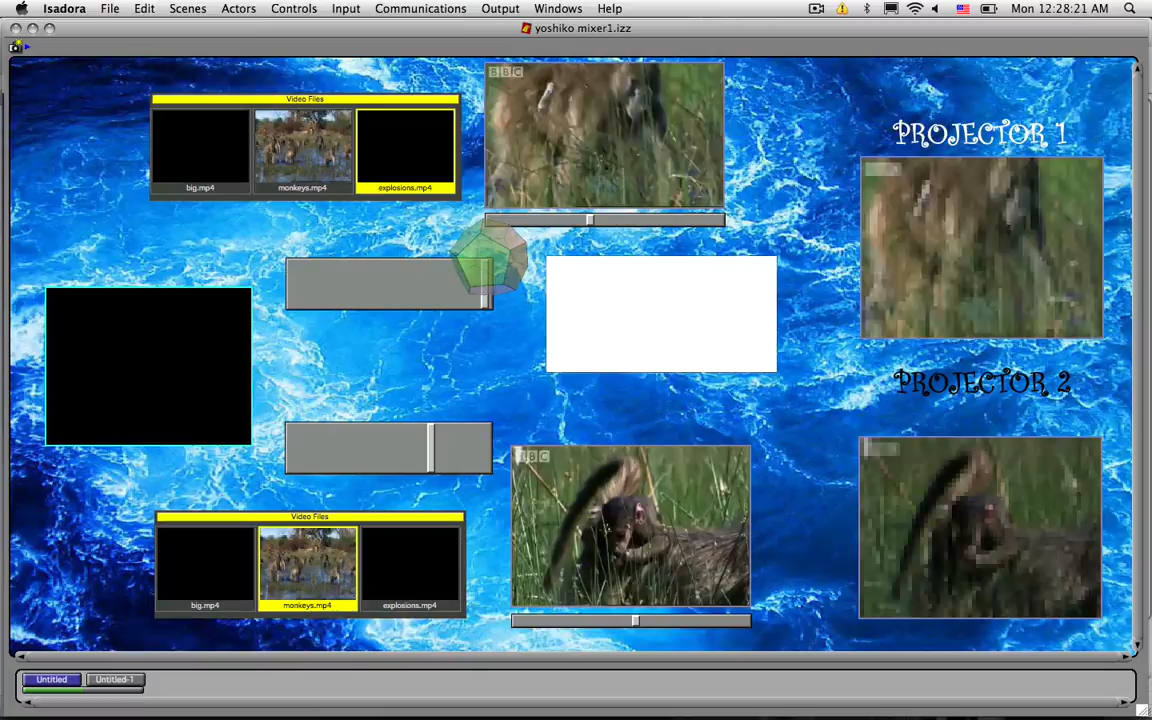 Isadora File Edit Scenes Actors Controls Input Communications Output Windows Help Mon 12:28:21 AM
yoshiko mixer1.izz
Video Files
big.mp4 monkeys.mp4 explosions.mp4
BBC
PROJECTOR 1
PROJECTOR 2
BBC
Video Files
big.mp4 monkeys.mp4 explosions.mp4
Untitled Untitled-1